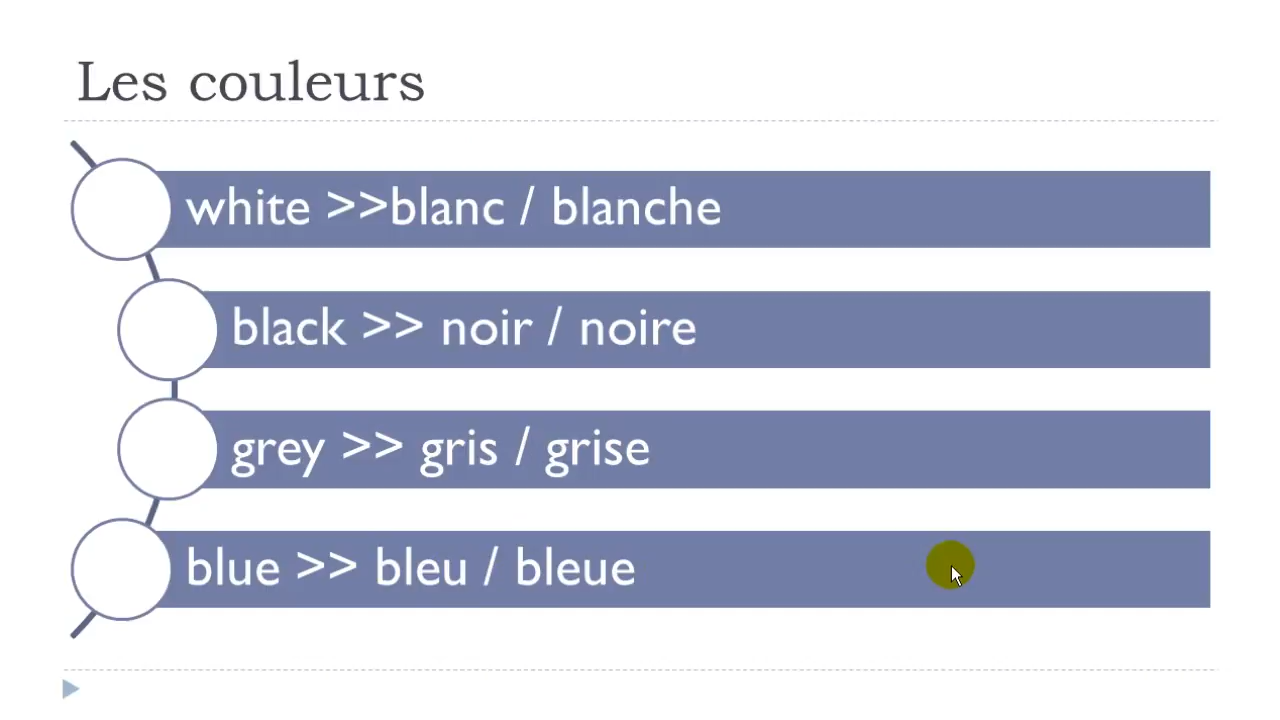 Les couleurs
white >>blanc / blanche
black >> noir / noire
grey >> gris / grise
blue >> bleu / bleue